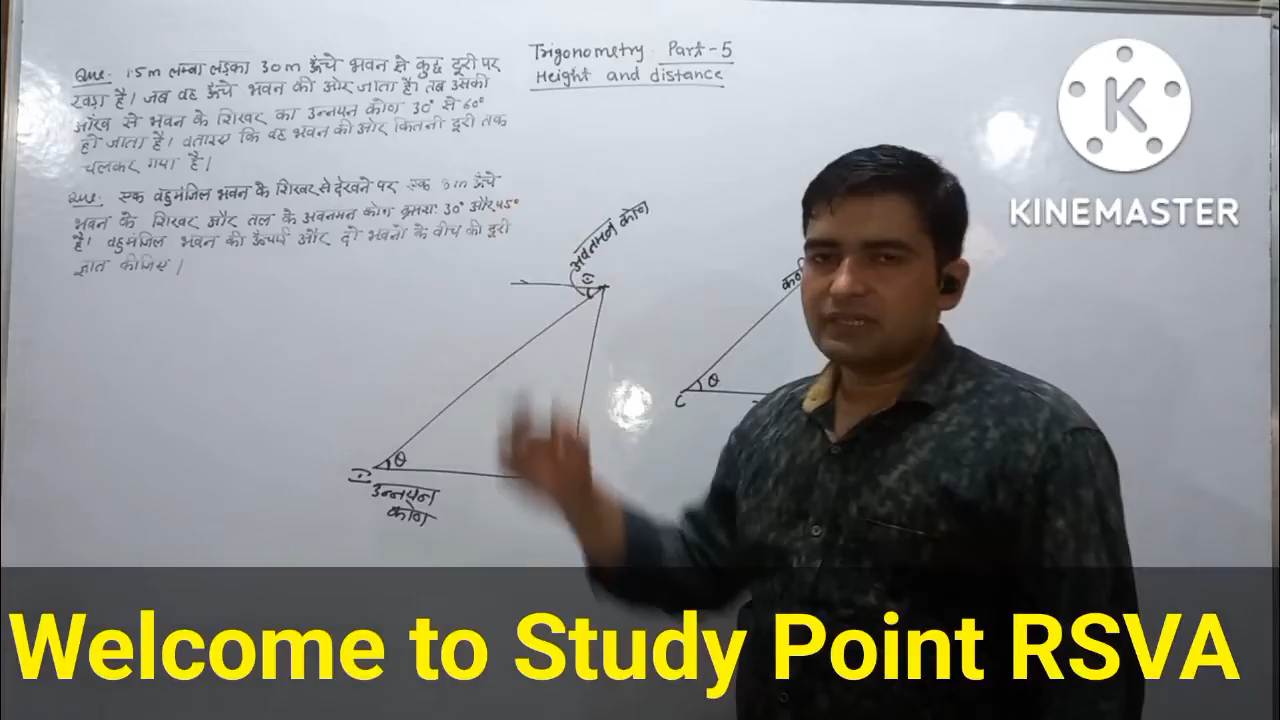 Trigonometry Part-5
Height and distance
Que: 1.5m लम्बा लड़का 30m ऊँचे भवन से कुछ दूरी पर
खड़ा है। जब वह ऊँचे भवन की ओर जाता है। तब उसकी
आँख से भवन के शिखर का उन्नयन कोण 30° से 60°
हो जाता है। बताइए कि वह भवन की ओर कितनी दूरी तक
चलकर गया है।
Que: एक बहुमंजिल भवन के शिखर से देखने पर एक 8m ऊँचे
भवन के शिखर और तल के अवनमन कोण क्रमशः 30° और 45°
है। बहुमंजिल भवन की ऊँचाई और दो भवनों के बीच की दूरी
ज्ञात कीजिए।
अवनमन कोण
θ
उन्नयन
कोण
θ
C
K
KINEMASTER
Welcome to Study Point RSVA